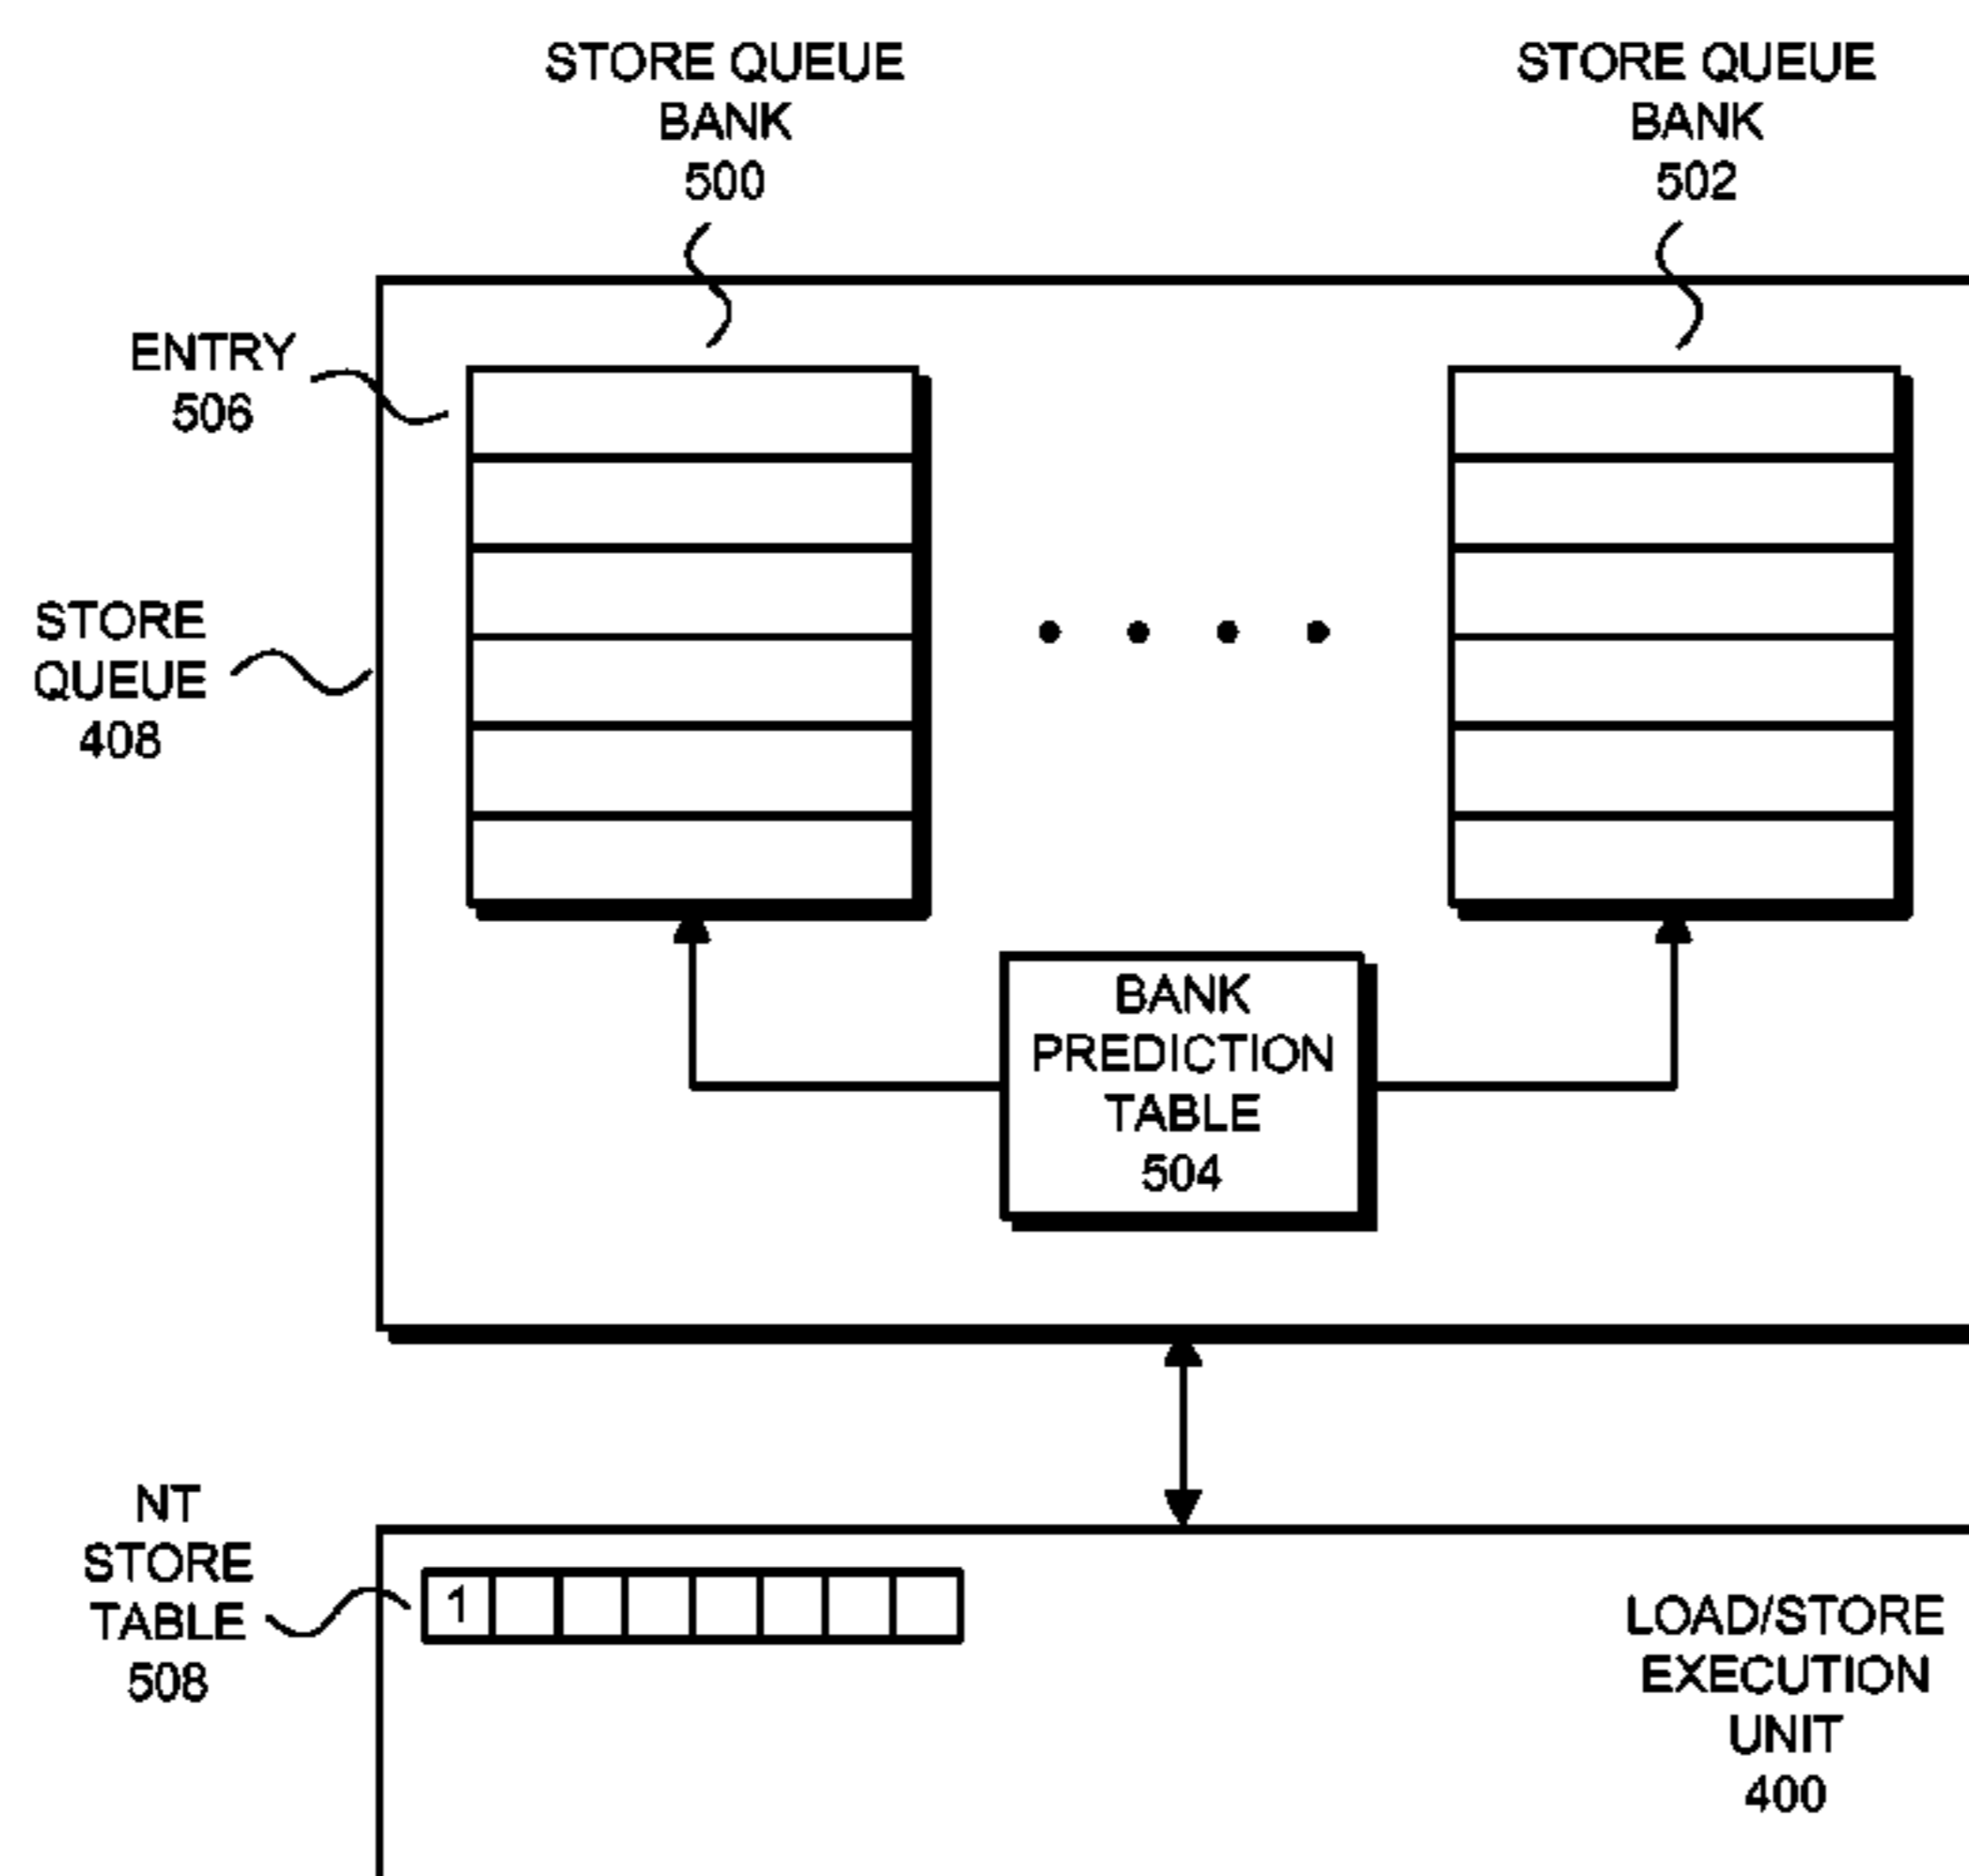 STORE QUEUE
BANK
500
STORE QUEUE
BANK
502
ENTRY
506
STORE
QUEUE
408
BANK
PREDICTION
TABLE
504
NT
STORE
TABLE
508
1
LOAD/STORE
EXECUTION
UNIT
400